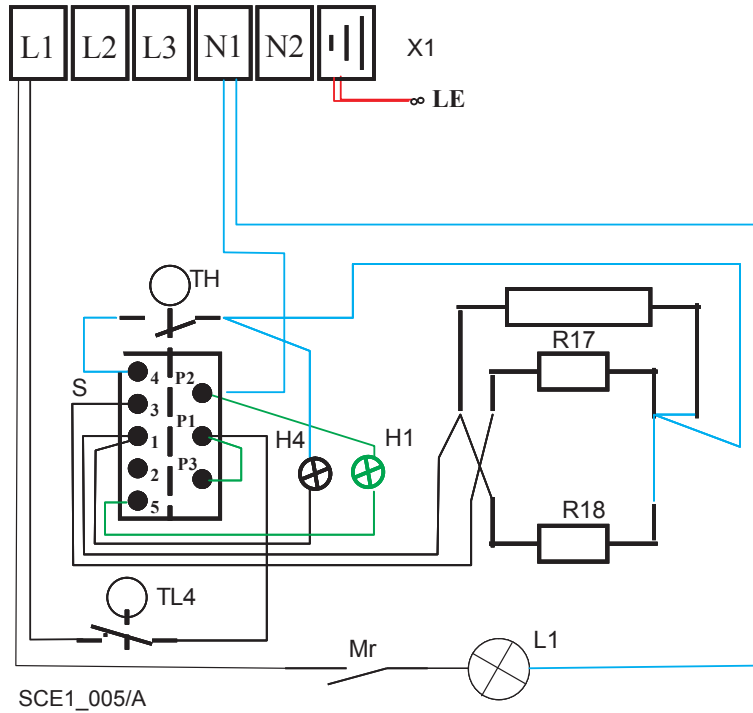 L1 L2 L3 N1 N2 X1
LE
TH
R17
S 4 P2
3
1 P1 H4 H1
2 P3
5
R18
TL4
Mr L1
SCE1_005/A